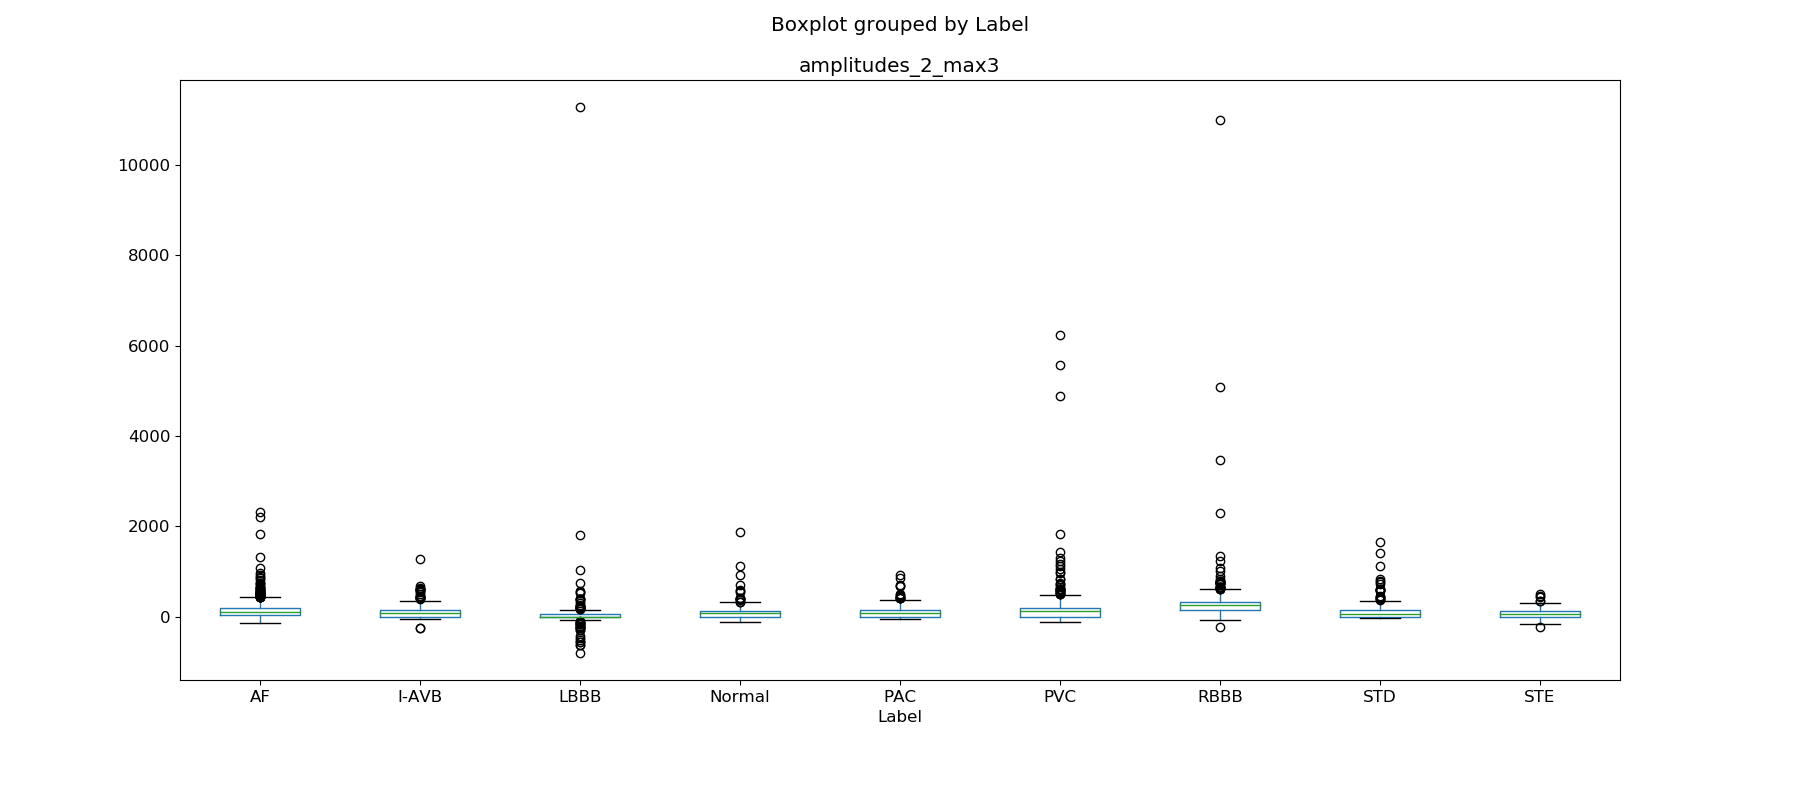 Boxplot grouped by Label
amplitudes_2_max3
10000
8000
6000
4000
2000
0
AF I-AVB LBBB Normal PAC PVC RBBB STD STE
Label